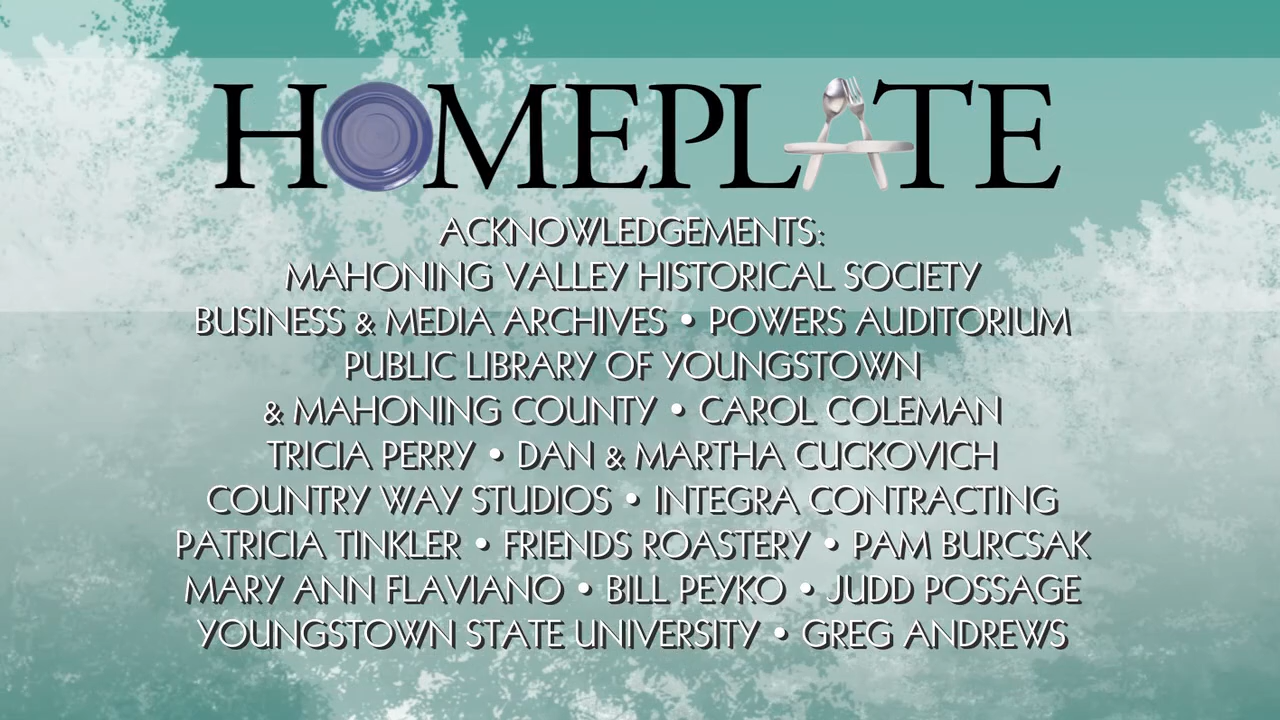 HOMEPLATE
ACKNOWLEDGEMENTS:
MAHONING VALLEY HISTORICAL SOCIETY
BUSINESS & MEDIA ARCHIVES • POWERS AUDITORIUM
PUBLIC LIBRARY OF YOUNGSTOWN
& MAHONING COUNTY • CAROL COLEMAN
TRICIA PERRY • DAN & MARTHA CUCKOVICH
COUNTRY WAY STUDIOS • INTEGRA CONTRACTING
PATRICIA TINKLER • FRIENDS ROASTERY • PAM BURCSAK
MARY ANN FLAVIANO • BILL PEYKO • JUDD POSSAGE
YOUNGSTOWN STATE UNIVERSITY • GREG ANDREWS